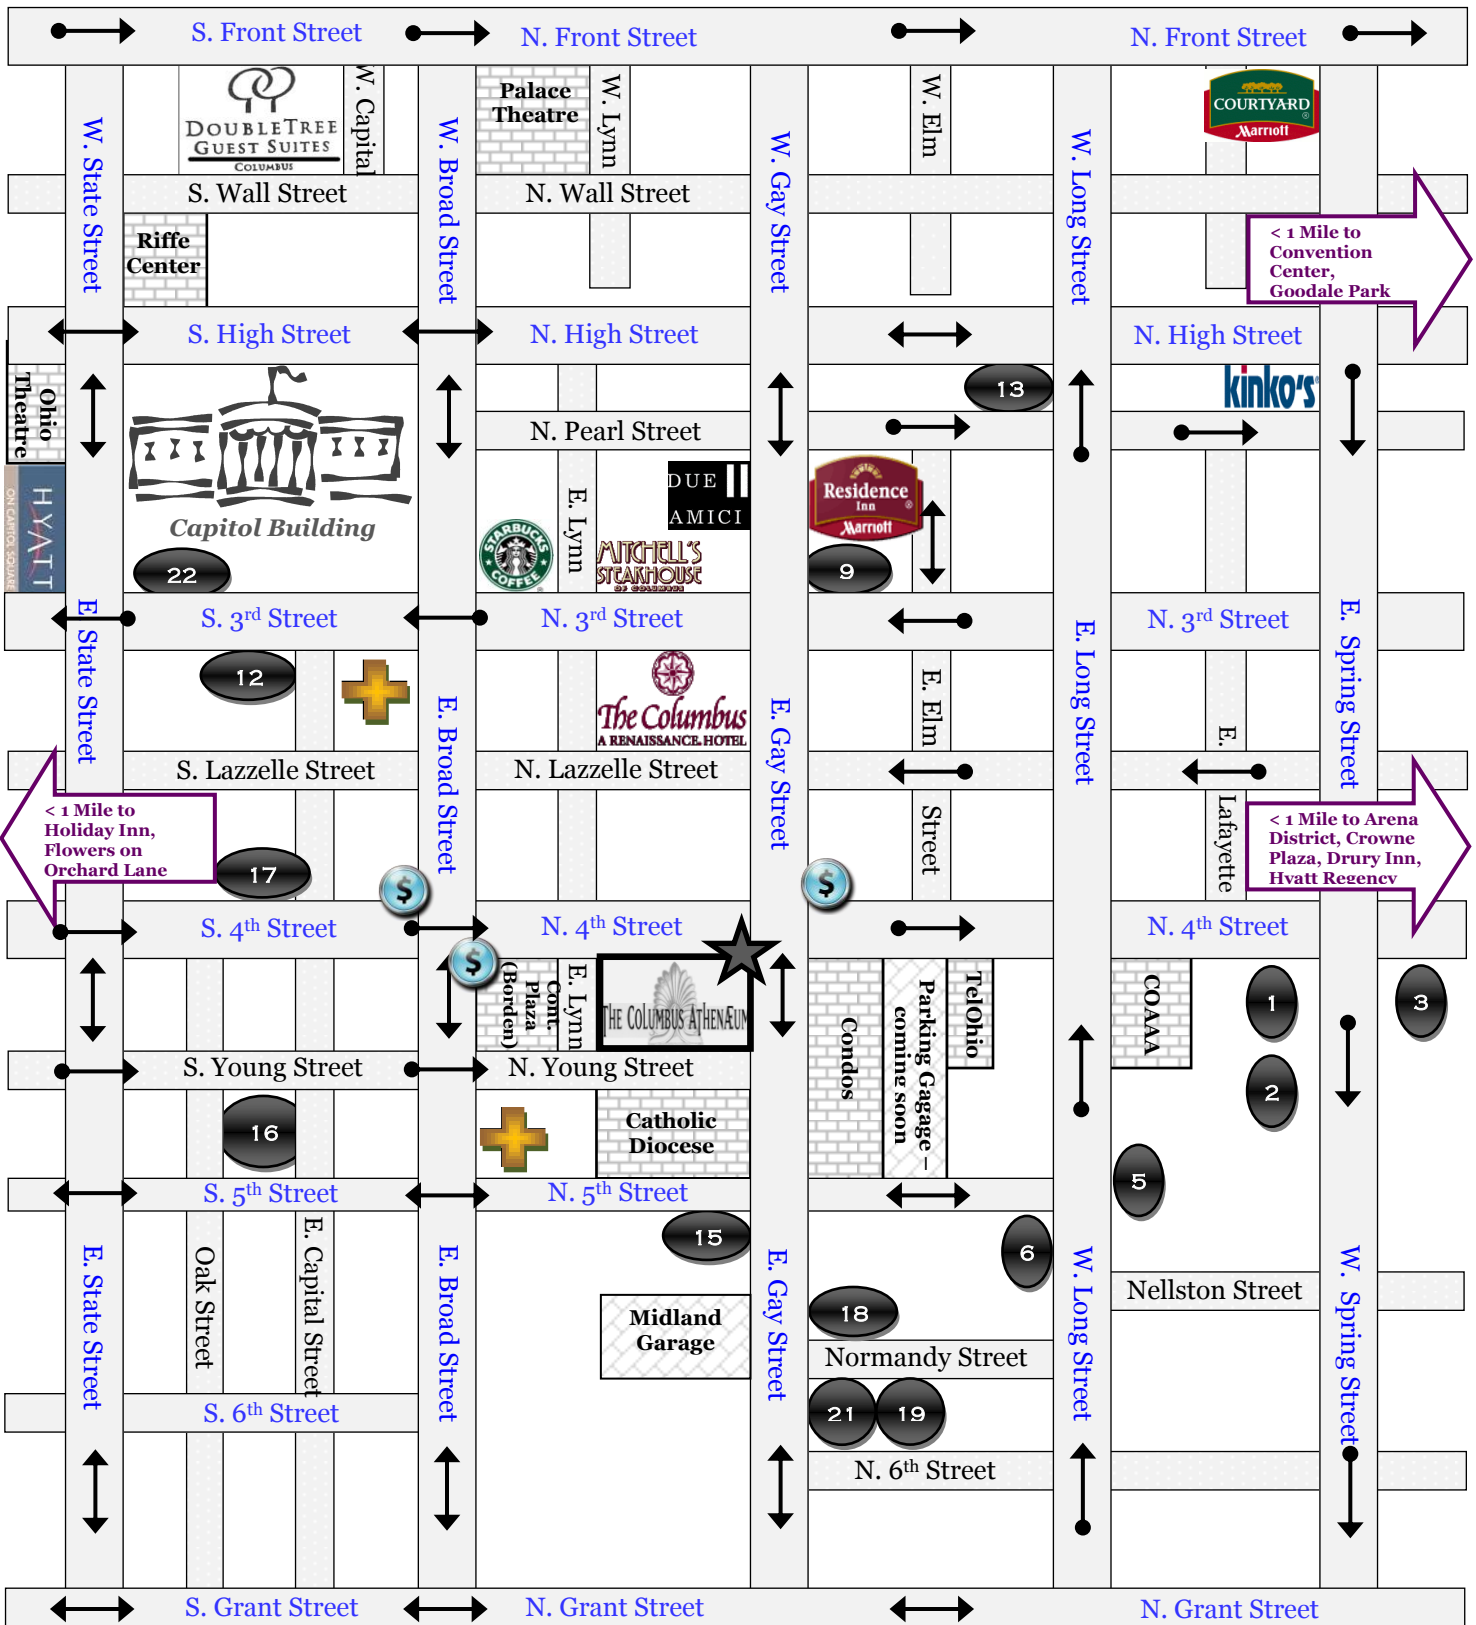 S. Front Street
N. Front Street
N. Front Street
W. State Street
DOUBLETREE
GUEST SUITES
COLUMBUS
W. Capital
W. Broad Street
Palace
Theatre
W. Lynn
W. Gay Street
W. Elm
W. Long Street
COURTYARD
Marriott
S. Wall Street
N. Wall Street
Riffe
Center
< 1 Mile to
Convention
Center,
Goodale Park
S. High Street
N. High Street
N. High Street
Ohio
Theatre
13
kinko's
N. Pearl Street
HYATT
ON CAPITOL SQUARE
Capitol Building
22
STARBUCKS
COFFEE
E. Lynn
DUE
AMICI
MITCHELL'S
STEAKHOUSE
OF COLUMBUS
Residence
Inn
Marriott
9
E. State Street
S. 3rd Street
N. 3rd Street
N. 3rd Street
E. Long Street
E. Spring Street
12
E. Broad Street
The Columbus
A RENAISSANCE HOTEL
E. Gay Street
E. Elm
Street
E.
Lafayette
S. Lazzelle Street
N. Lazzelle Street
< 1 Mile to
Holiday Inn,
Flowers on
Orchard Lane
17
$
$
< 1 Mile to Arena
District, Crowne
Plaza, Drury Inn,
Hyatt Regency
S. 4th Street
N. 4th Street
N. 4th Street
$
Cont.
Plaza
(Borden)
E. Lynn
THE COLUMBUS ATHENÆUM
Condos
Parking Gagage –
coming soon
TelOhio
COAAA
1
3
2
S. Young Street
N. Young Street
16
Catholic
Diocese
5
S. 5th Street
N. 5th Street
15
6
E. State Street
Oak Street
E. Capital Street
E. Broad Street
Midland
Garage
E. Gay Street
18
W. Long Street
Nellston Street
W. Spring Street
Normandy Street
S. 6th Street
21
19
N. 6th Street
S. Grant Street
N. Grant Street
N. Grant Street